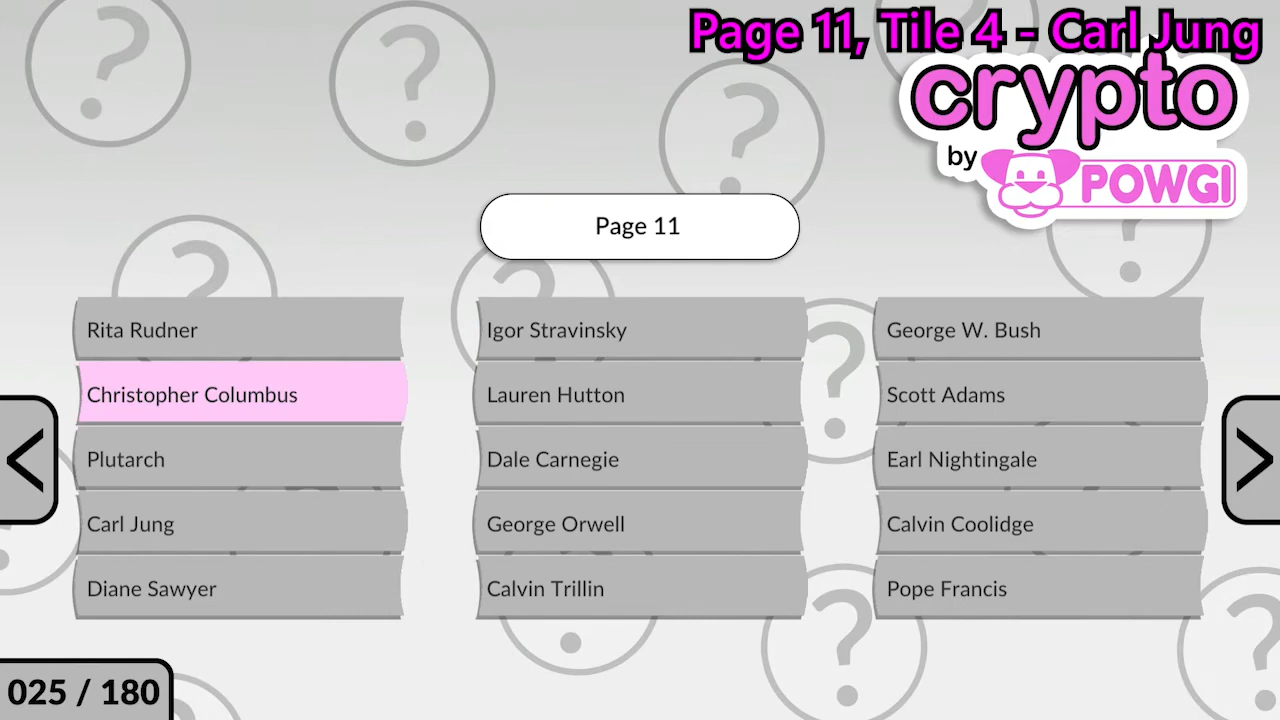 Page 11, Tile 4 - Carl Jung
crypto
by POWGI
Page 11
Rita Rudner
Christopher Columbus
Plutarch
Carl Jung
Diane Sawyer
Igor Stravinsky
Lauren Hutton
Dale Carnegie
George Orwell
Calvin Trillin
George W. Bush
Scott Adams
Earl Nightingale
Calvin Coolidge
Pope Francis
025 / 180